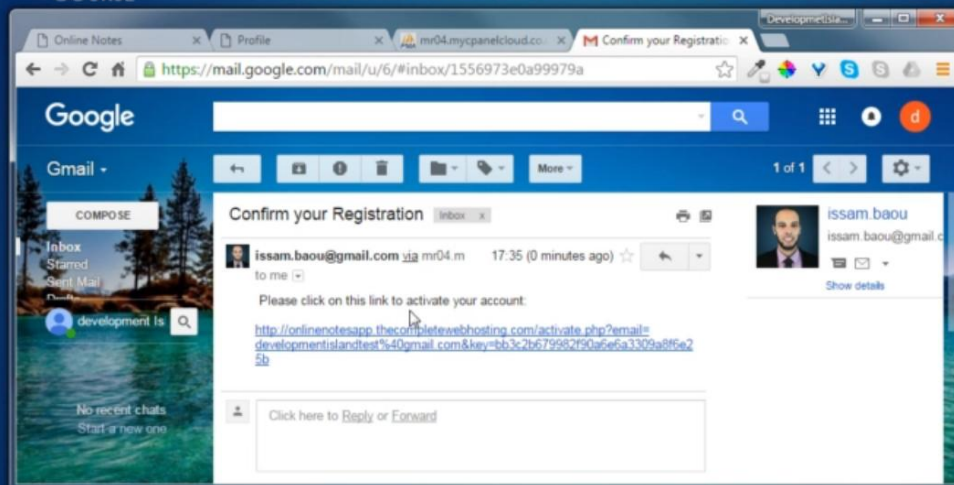 Developmetisla...
Online Notes
Profile
mr04.mycpanelcloud.co
Confirm your Registratio
https://mail.google.com/mail/u/6/#inbox/1556973e0a99979a
Google
d
Gmail
More
1 of 1
COMPOSE
Confirm your Registration
Inbox x
issam.baou
issam.baou@gmail.c
Inbox
Starred
Sent Mail
issam.baou@gmail.com via mr04.m
17:35 (0 minutes ago)
to me
Show details
Please click on this link to activate your account:
development Is
http://onlinenotesapp.thecompletewebhosting.com/activate.php?email=
developmentislandtest%40gmail.com&key=bb3c2b679982f90a6e6a3309a8f6e2
5b
No recent chats
Start a new one
Click here to Reply or Forward